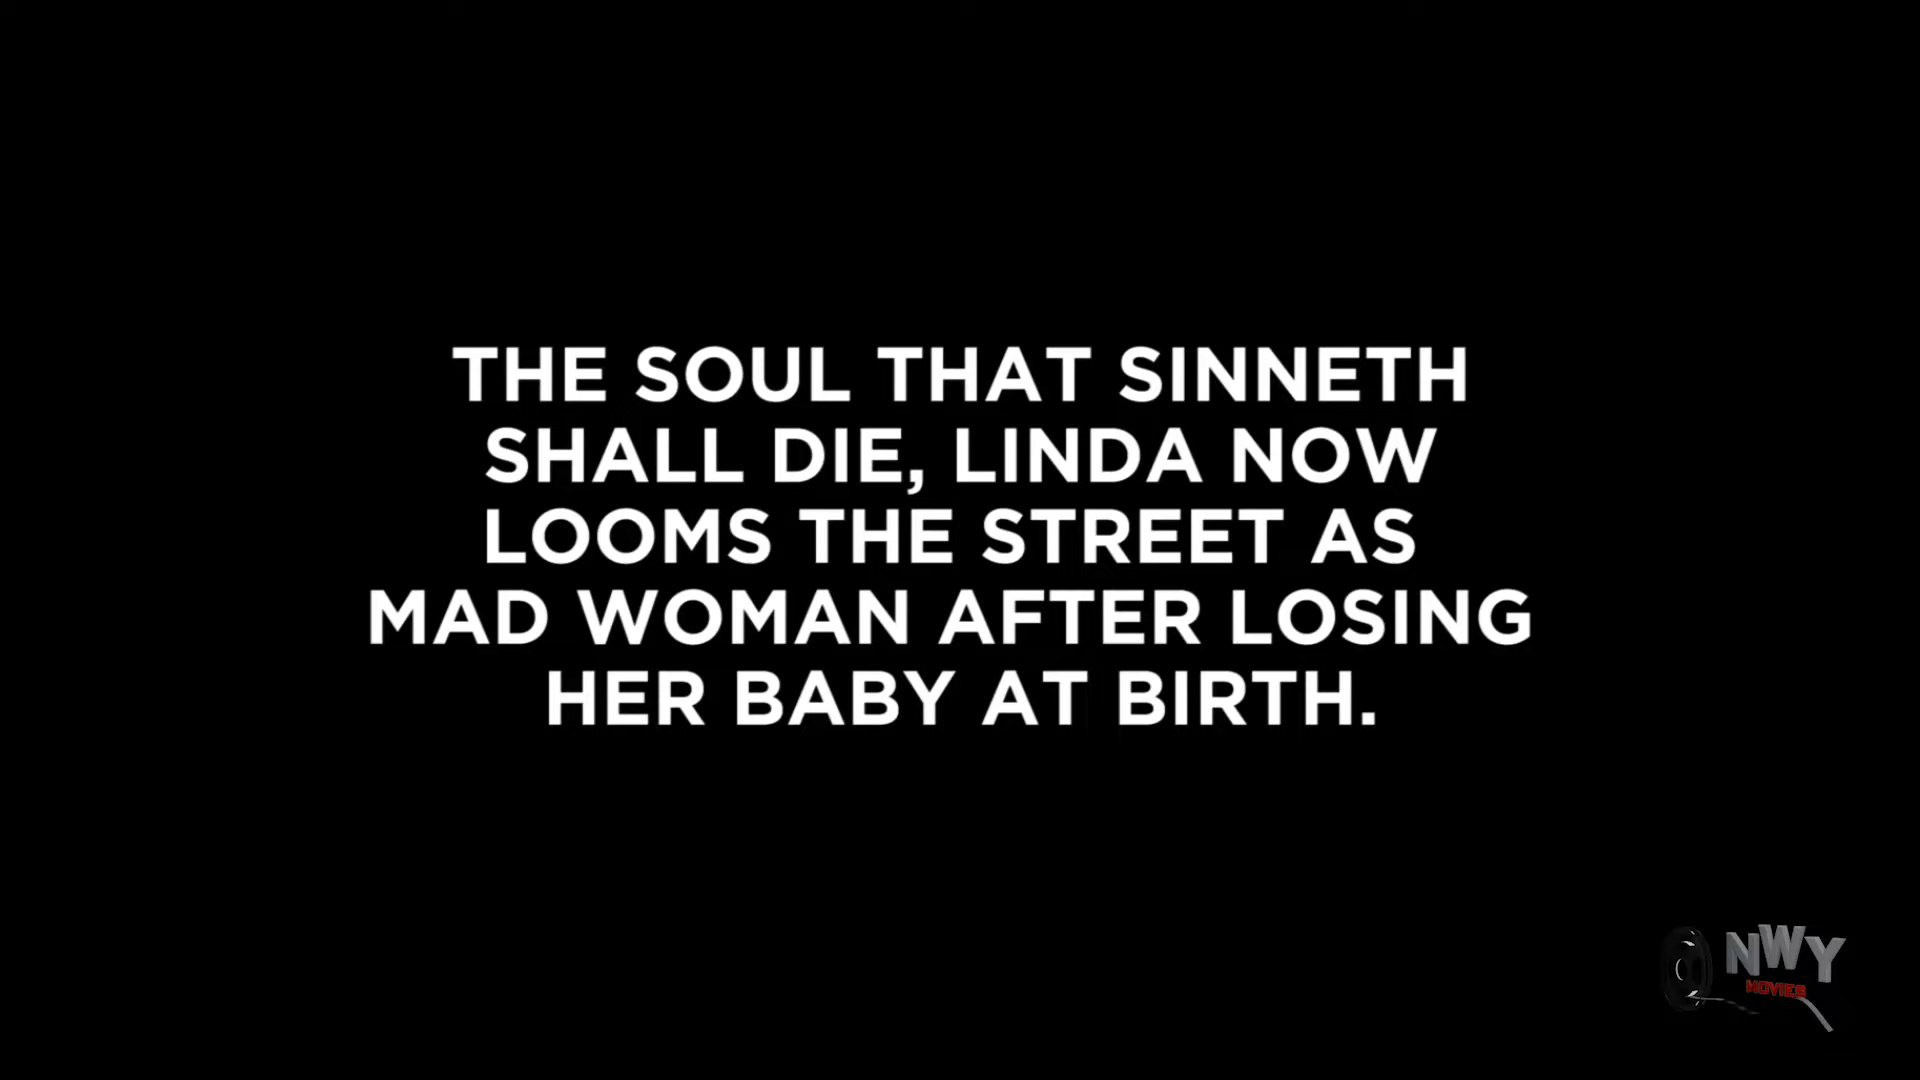 THE SOUL THAT SINNETH
SHALL DIE, LINDA NOW
LOOMS THE STREET AS
MAD WOMAN AFTER LOSING
HER BABY AT BIRTH.
NWY
MOVIES